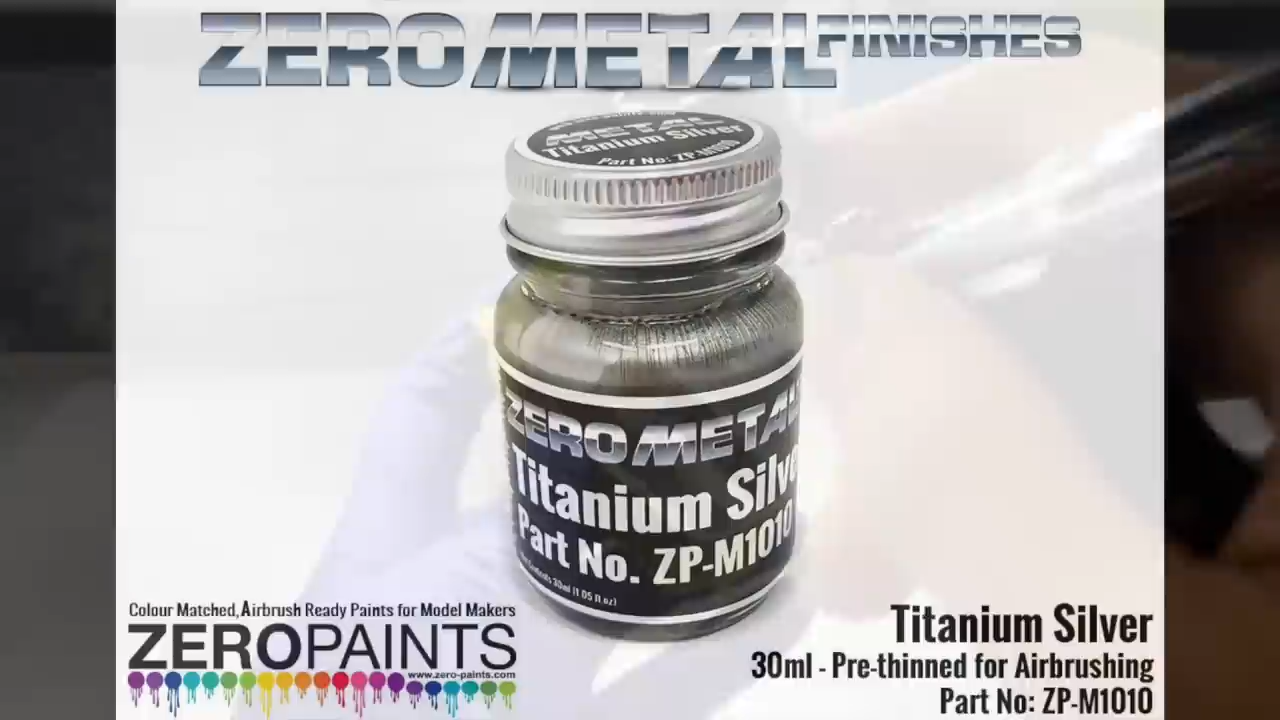 ZERO METAL FINISHES
METAL
Titanium Silver
Part No: ZP-M1010
ZERO METAL
Titanium Silve
Part No. ZP-M1010
30ml (1.05 fl.oz)
Colour Matched, Airbrush Ready Paints for Model Makers
ZEROPAINTS
www.zero-paints.com
Titanium Silver
30ml - Pre-thinned for Airbrushing
Part No: ZP-M1010